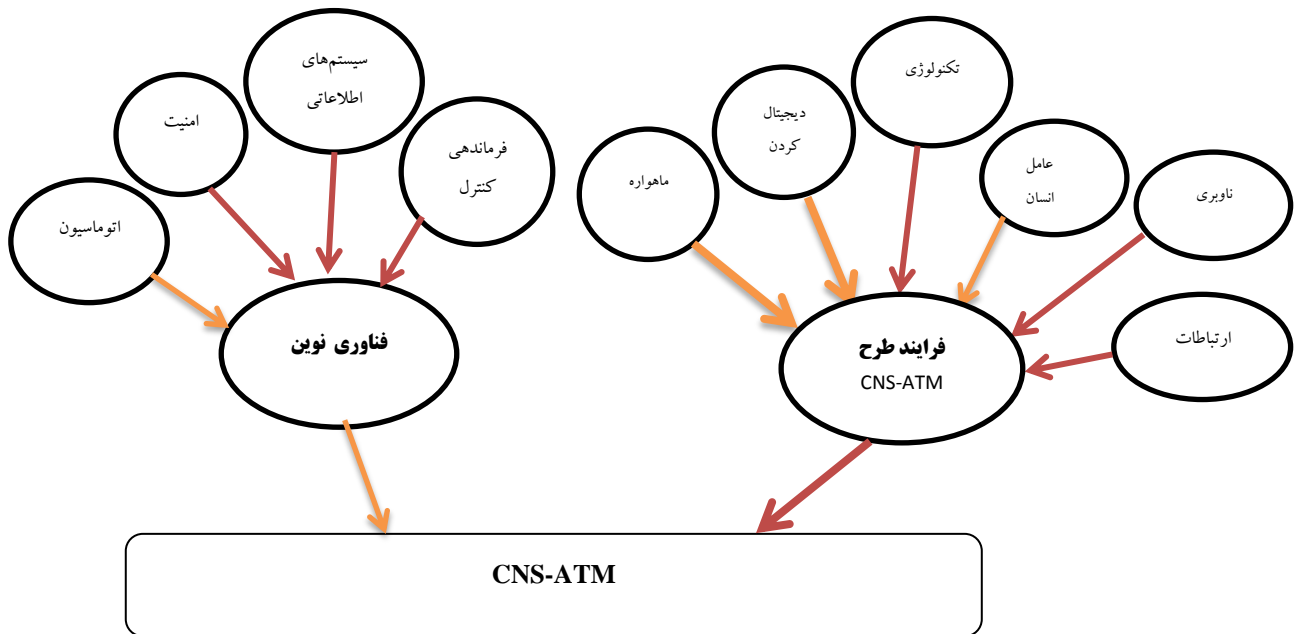 سیستم‌های
اطلاعاتی
امنیت
فرماندهی
کنترل
اتوماسیون
فناوری نوین
تکنولوژی
دیجیتال
کردن
عامل
انسان
ماهواره
ناوبری
ارتباطات
فرایند طرح
CNS-ATM
CNS-ATM